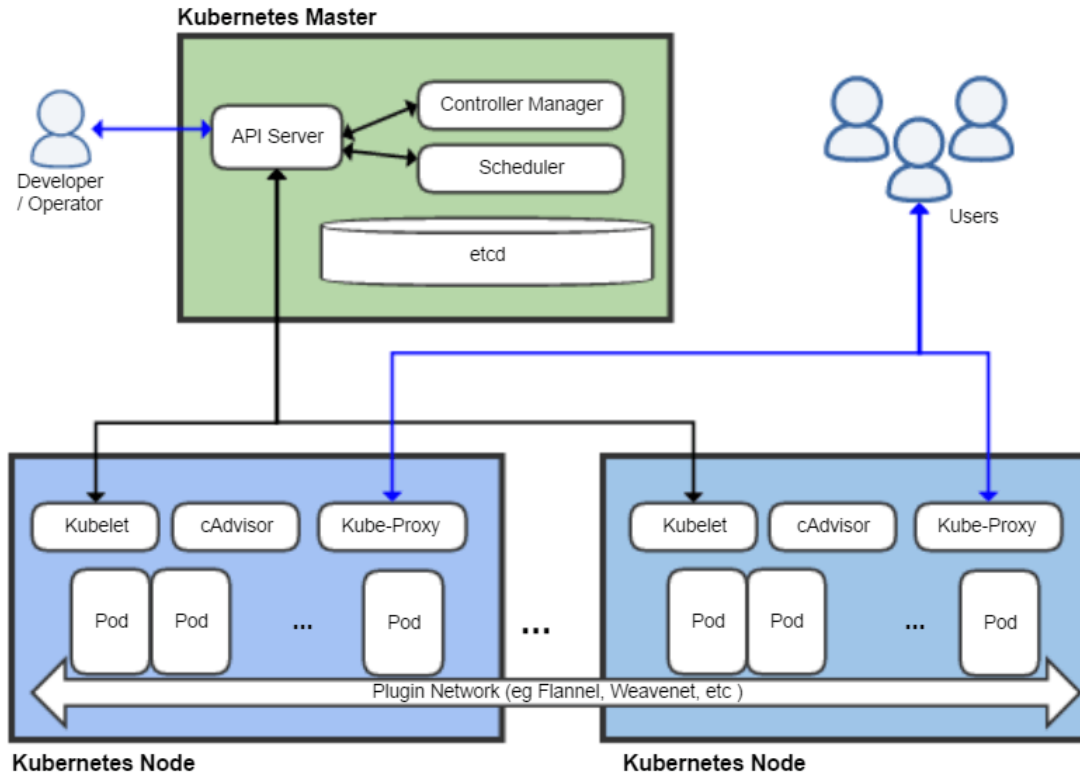 Kubernetes Master
API Server
Controller Manager
Scheduler
etcd
Developer
/ Operator
Users
Kubelet
cAdvisor
Kube-Proxy
Pod
Pod
...
Pod
...
Kubelet
cAdvisor
Kube-Proxy
Pod
Pod
...
Pod
Plugin Network (eg Flannel, Weavenet, etc )
Kubernetes Node
Kubernetes Node